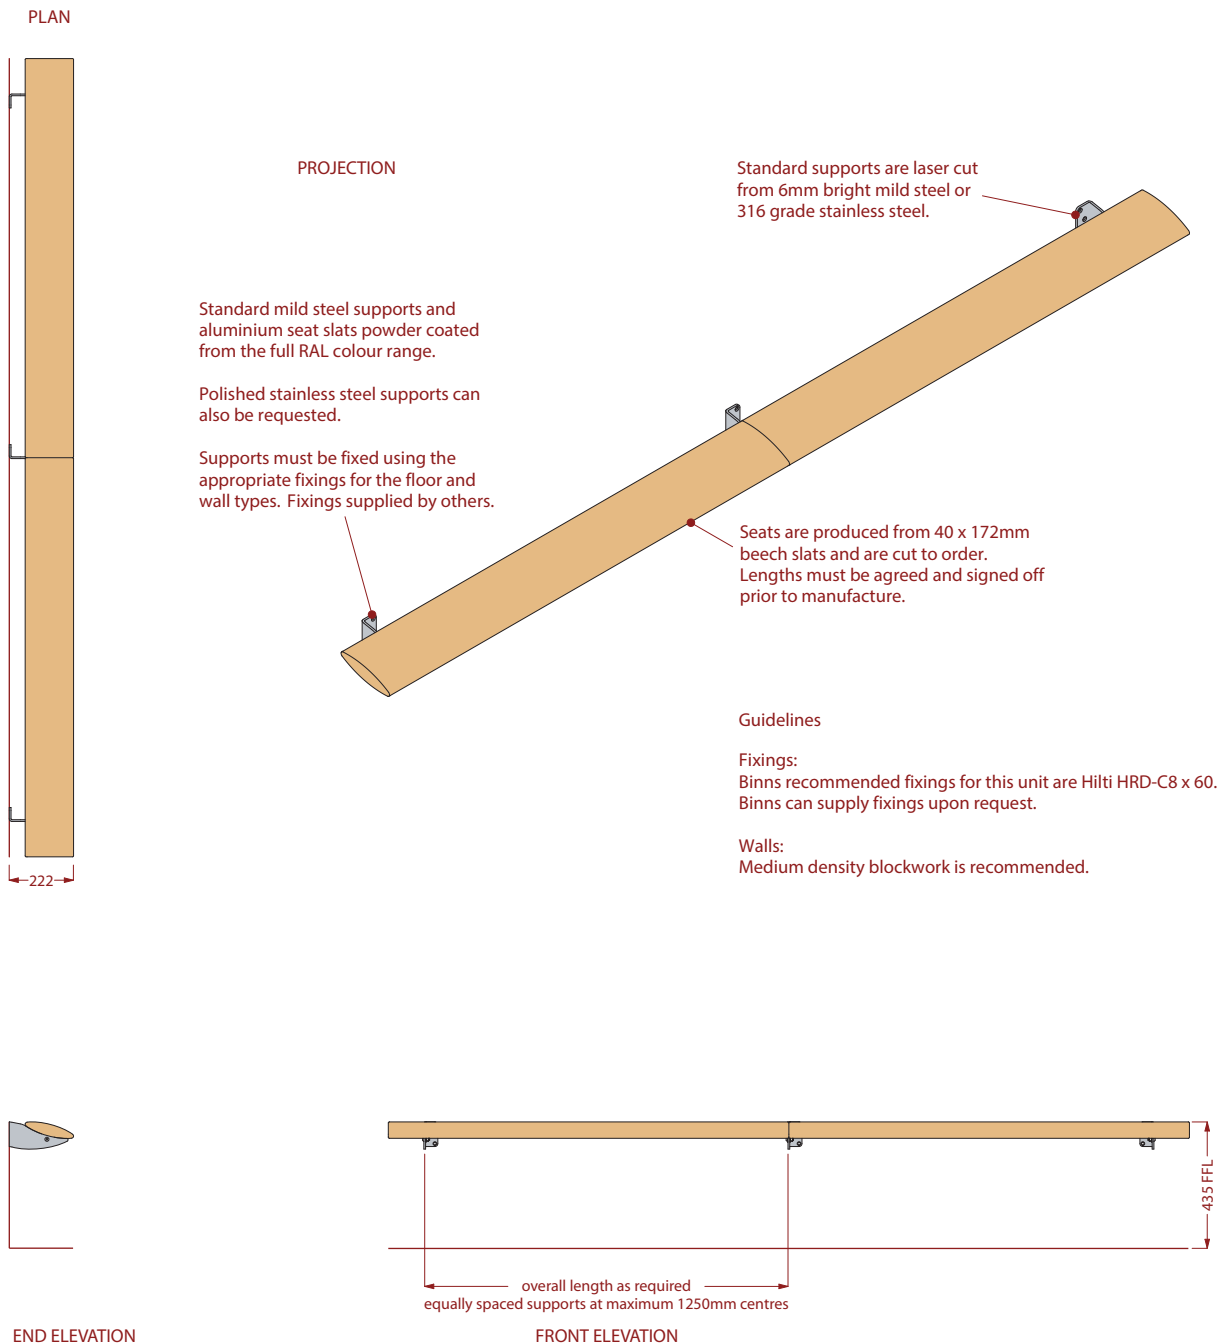 PLAN
PROJECTION
Standard supports are laser cut
from 6mm bright mild steel or
316 grade stainless steel.
Standard mild steel supports and
aluminium seat slats powder coated
from the full RAL colour range.
Polished stainless steel supports can
also be requested.
Supports must be fixed using the
appropriate fixings for the floor and
wall types. Fixings supplied by others.
Seats are produced from 40 x 172mm
beech slats and are cut to order.
Lengths must be agreed and signed off
prior to manufacture.
Guidelines
Fixings:
Binns recommended fixings for this unit are Hilti HRD-C8 x 60.
Binns can supply fixings upon request.
Walls:
Medium density blockwork is recommended.
222
435 FFL
overall length as required
equally spaced supports at maximum 1250mm centres
END ELEVATION
FRONT ELEVATION